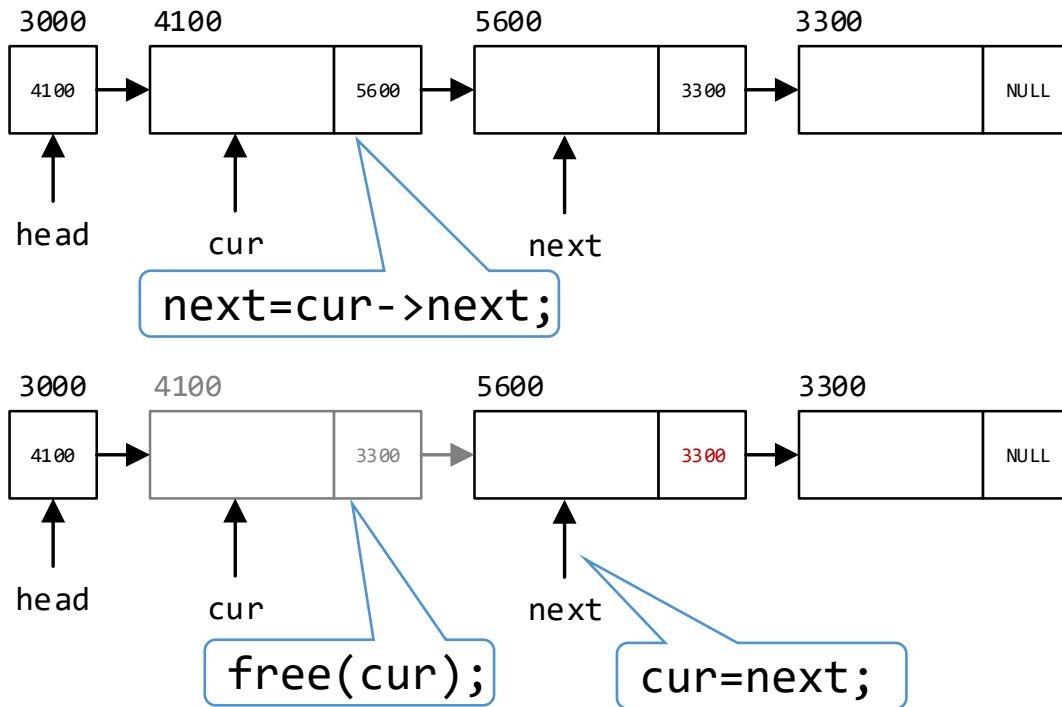 3000 4100 5600 3300
4100 5600 3300 NULL
head cur next
next=cur->next;
3000 4100 5600 3300
4100 3300 3300 NULL
head cur next
free(cur); cur=next;